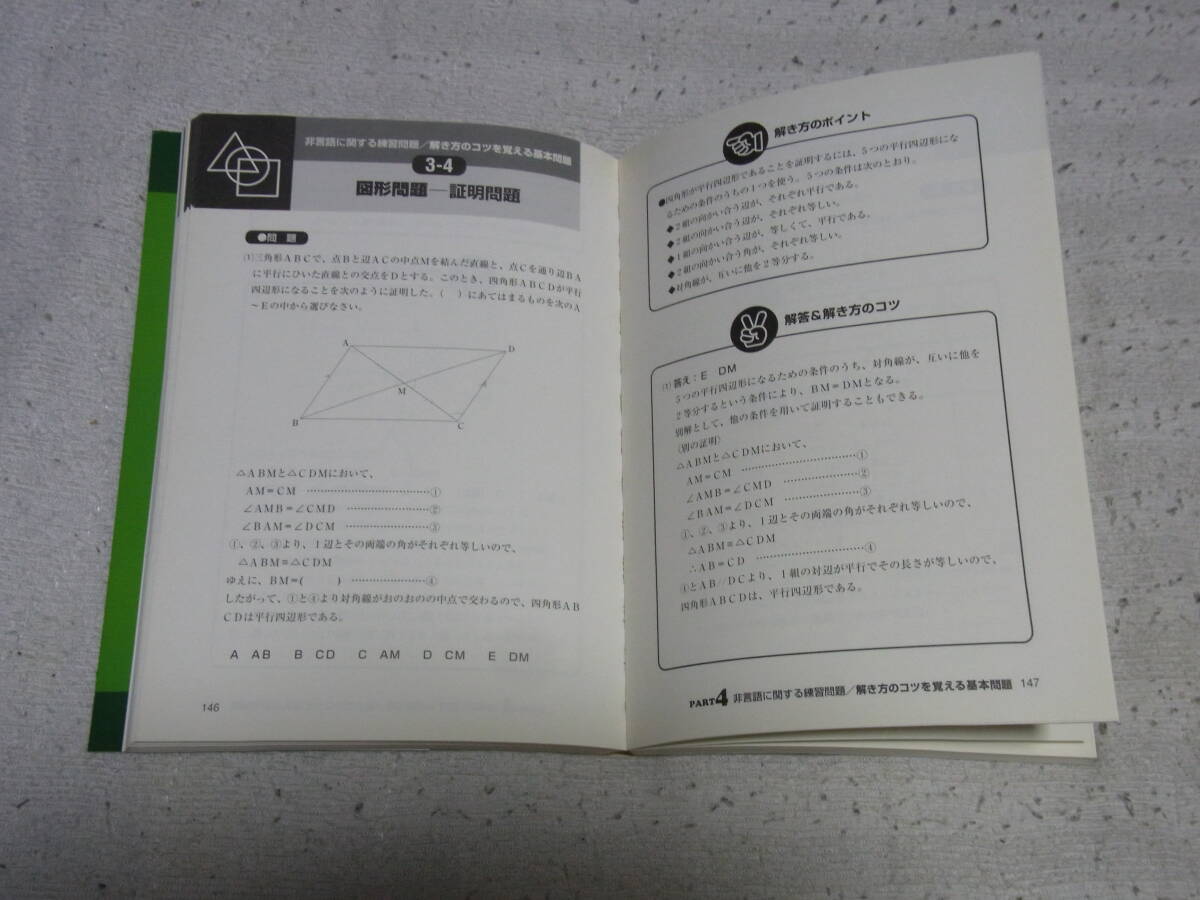 非言語に関する練習問題／解き方のコツを覚える基本問題
3-4
図形問題―証明問題
●問 題
(1)三角形ＡＢＣで、点Ｂと辺ＡＣの中点Ｍを結んだ直線と、点Ｃを通り辺ＢＡ
に平行にひいた直線との交点をＤとする。このとき、四角形ＡＢＣＤが平行
四辺形になることを次のように証明した。(　)にあてはまるものを次のＡ
～Ｅの中から選びなさい。
A
D
M
B
C
△ＡＢＭと△ＣＤＭにおいて、
ＡＭ＝ＣＭ ……………………………①
∠ＡＭＢ＝∠ＣＭＤ …………………②
∠ＢＡＭ＝∠ＤＣＭ …………………③
①、②、③より、１辺とその両端の角がそれぞれ等しいので、
△ＡＢＭ≡△ＣＤＭ
ゆえに、ＢＭ＝(　　) …………………④
したがって、①と④より対角線がおのおのの中点で交わるので、四角形ＡＢ
ＣＤは平行四辺形である。
A　AB　B　CD　C　AM　D　CM　E　DM
146
解き方のポイント
●四角形が平行四辺形であることを証明するには、５つの平行四辺形にな
るための条件のうちの１つを使う。５つの条件は次のとおり。
◆２組の向かい合う辺が、それぞれ平行である。
◆２組の向かい合う辺が、それぞれ等しい。
◆１組の向かい合う辺が、等しくて、平行である。
◆２組の向かい合う角が、それぞれ等しい。
◆対角線が、互いに他を２等分する。
解答＆解き方のコツ
(1) 答え：E　DM
５つの平行四辺形になるための条件のうち、対角線が、互いに他を
２等分するという条件により、ＢＭ＝ＤＭとなる。
別解として、他の条件を用いて証明することもできる。
〈別の証明〉
△ＡＢＭと△ＣＤＭにおいて、
ＡＭ＝ＣＭ …………………………①
∠ＡＭＢ＝∠ＣＭＤ …………………②
∠ＢＡＭ＝∠ＤＣＭ …………………③
①、②、③より、１辺とその両端の角がそれぞれ等しいので、
△ＡＢＭ≡△ＣＤＭ
∴ＡＢ＝ＣＤ ………………………④
④とＡＢ//ＤＣより、１組の対辺が平行でその長さが等しいので、
四角形ＡＢＣＤは、平行四辺形である。
PART4 非言語に関する練習問題／解き方のコツを覚える基本問題 147